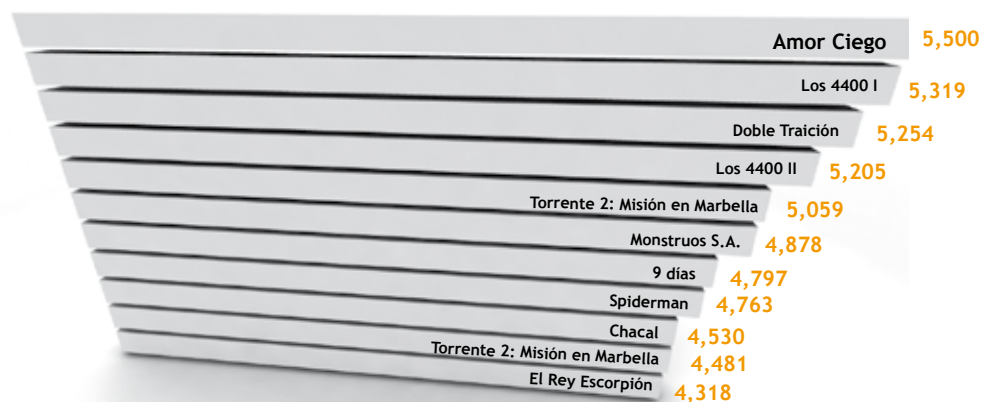 Amor Ciego 5,500
Los 4400 I 5,319
Doble Traición 5,254
Los 4400 II 5,205
Torrente 2: Misión en Marbella 5,059
Monstruos S.A. 4,878
9 días 4,797
Spiderman 4,763
Chacal 4,530
Torrente 2: Misión en Marbella 4,481
El Rey Escorpión 4,318